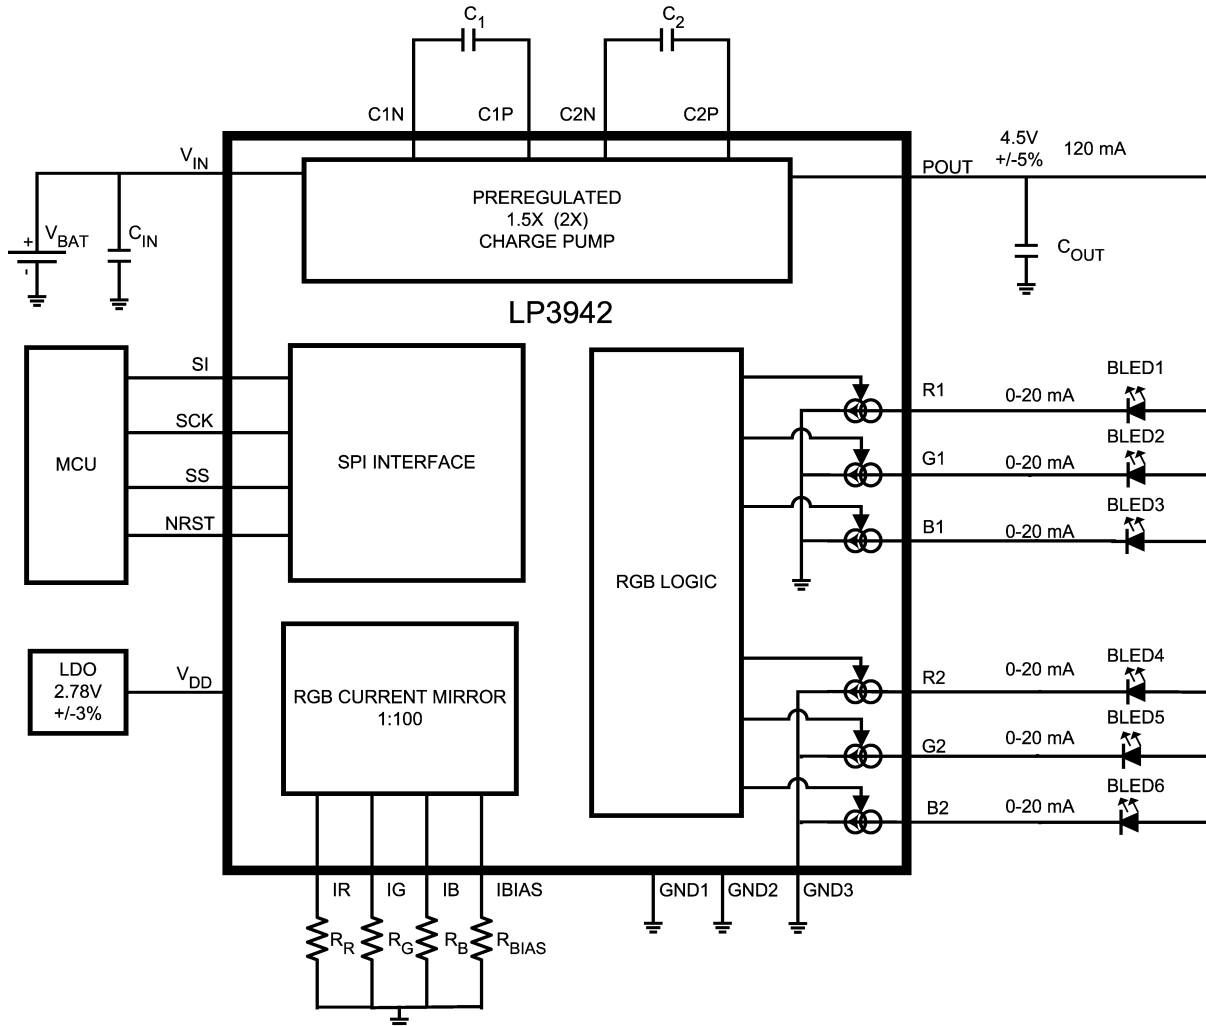 C1
C2
C1N
C1P
C2N
C2P
VIN
POUT
4.5V
+/-5%
120 mA
PREREGULATED
1.5X (2X)
CHARGE PUMP
+
VBAT
-
CIN
COUT
LP3942
MCU
SI
SCK
SS
NRST
SPI INTERFACE
RGB LOGIC
R1
0-20 mA
BLED1
G1
0-20 mA
BLED2
B1
0-20 mA
BLED3
LDO
2.78V
+/-3%
VDD
RGB CURRENT MIRROR
1:100
R2
0-20 mA
BLED4
G2
0-20 mA
BLED5
B2
0-20 mA
BLED6
IR
IG
IB
IBIAS
GND1
GND2
GND3
RR
RG
RB
RBIAS